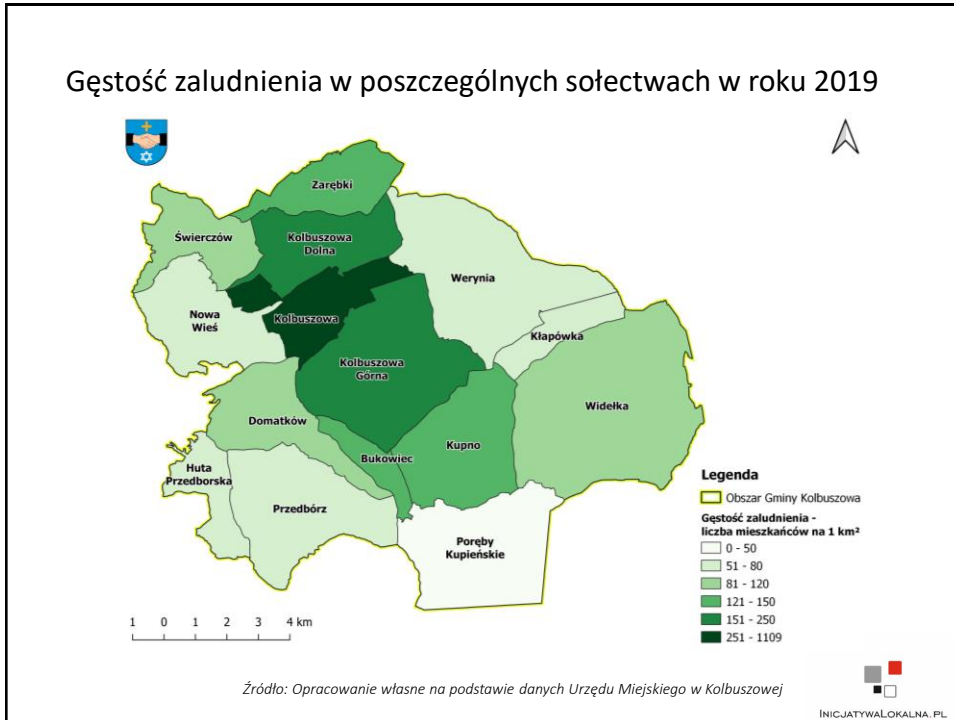 Gęstość zaludnienia w poszczególnych sołectwach w roku 2019
Zarębki
Świerczów
Kolbuszowa
Dolna
Werynia
Nowa
Wieś
Kolbuszowa
Kłapówka
Kolbuszowa
Górna
Widełka
Domatków
Kupno
Bukowiec
Huta
Przedborska
Przedbórz
Poręby
Kupieńskie
Legenda
Obszar Gminy Kolbuszowa
Gęstość zaludnienia -
liczba mieszkańców na 1 km²
0 - 50
51 - 80
81 - 120
121 - 150
151 - 250
251 - 1109
1 0 1 2 3 4 km
Źródło: Opracowanie własne na podstawie danych Urzędu Miejskiego w Kolbuszowej
INICJATYWALOKALNA.PL